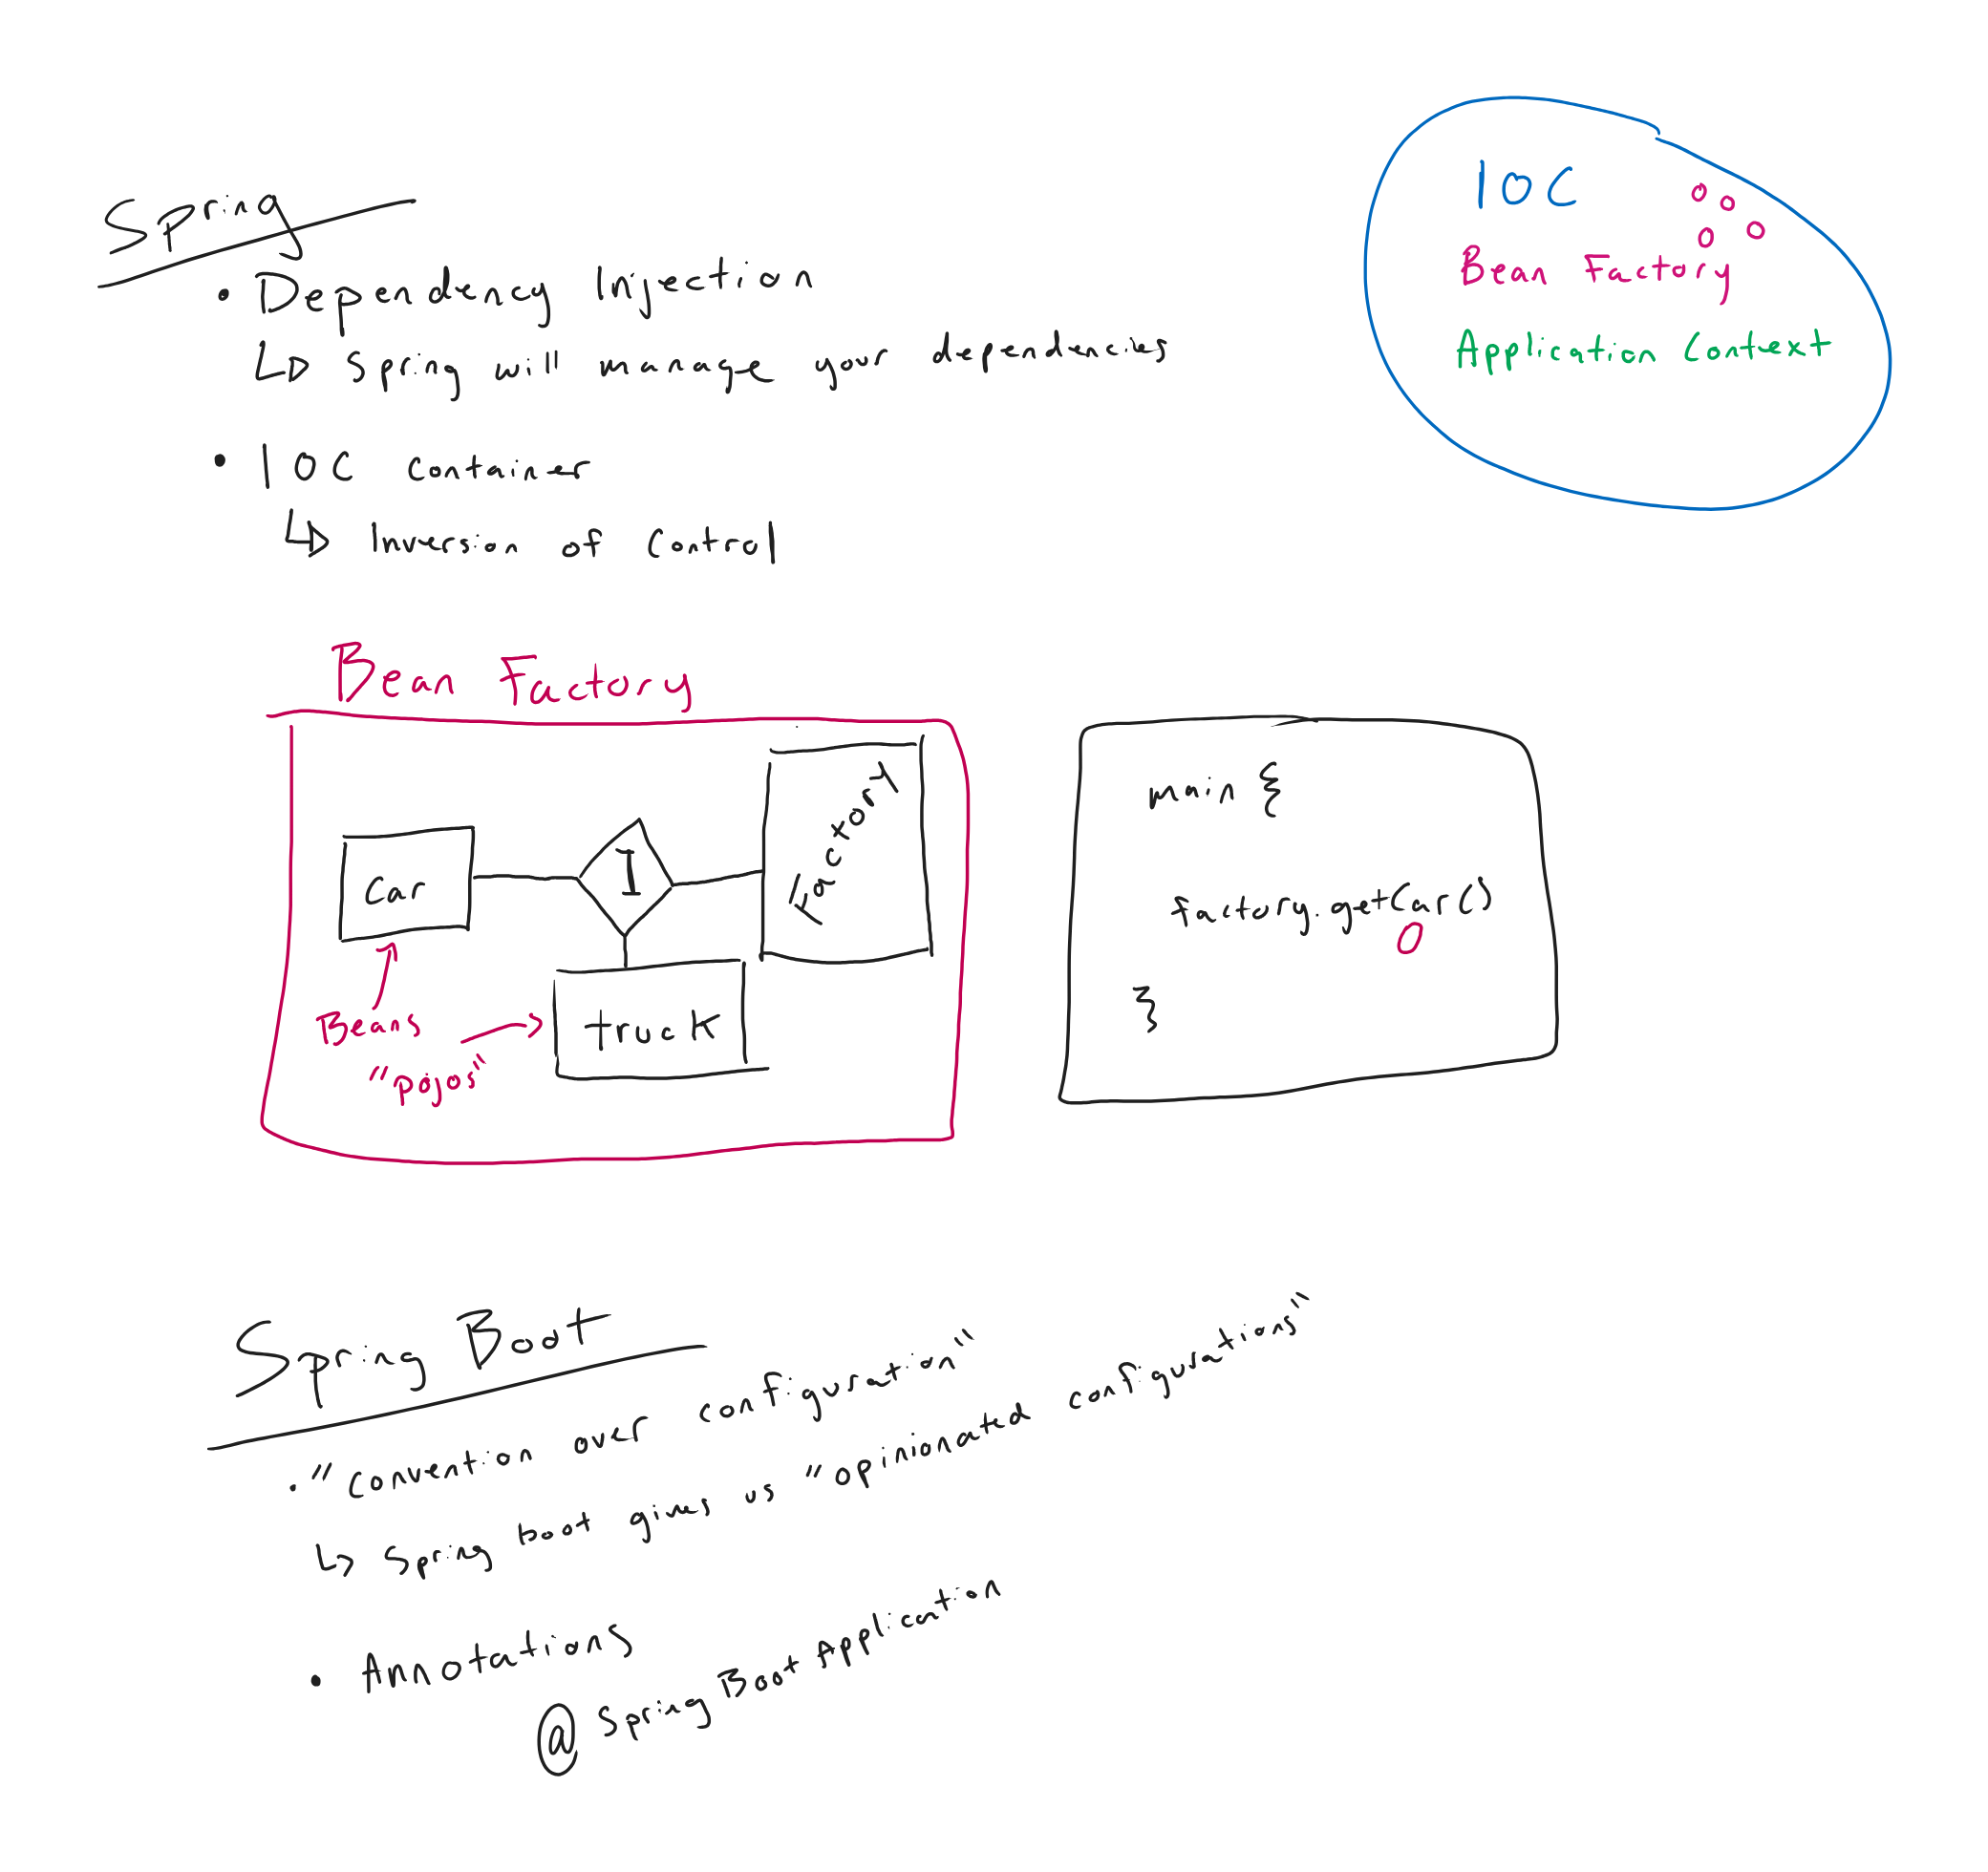 Spring
• Dependency Injection
↳ Spring will manage your dependencies
• IOC Container
↳ Inversion of Control
IOC
Bean Factory
Application Context
Bean Factory
Car
I
Factory
truck
Beans
"pojos"
main {
factory.getCar()
}
Spring Boot
• "Convention over configuration"
↳ Spring boot gives us "opinionated configurations"
• Annotations
@SpringBootApplication